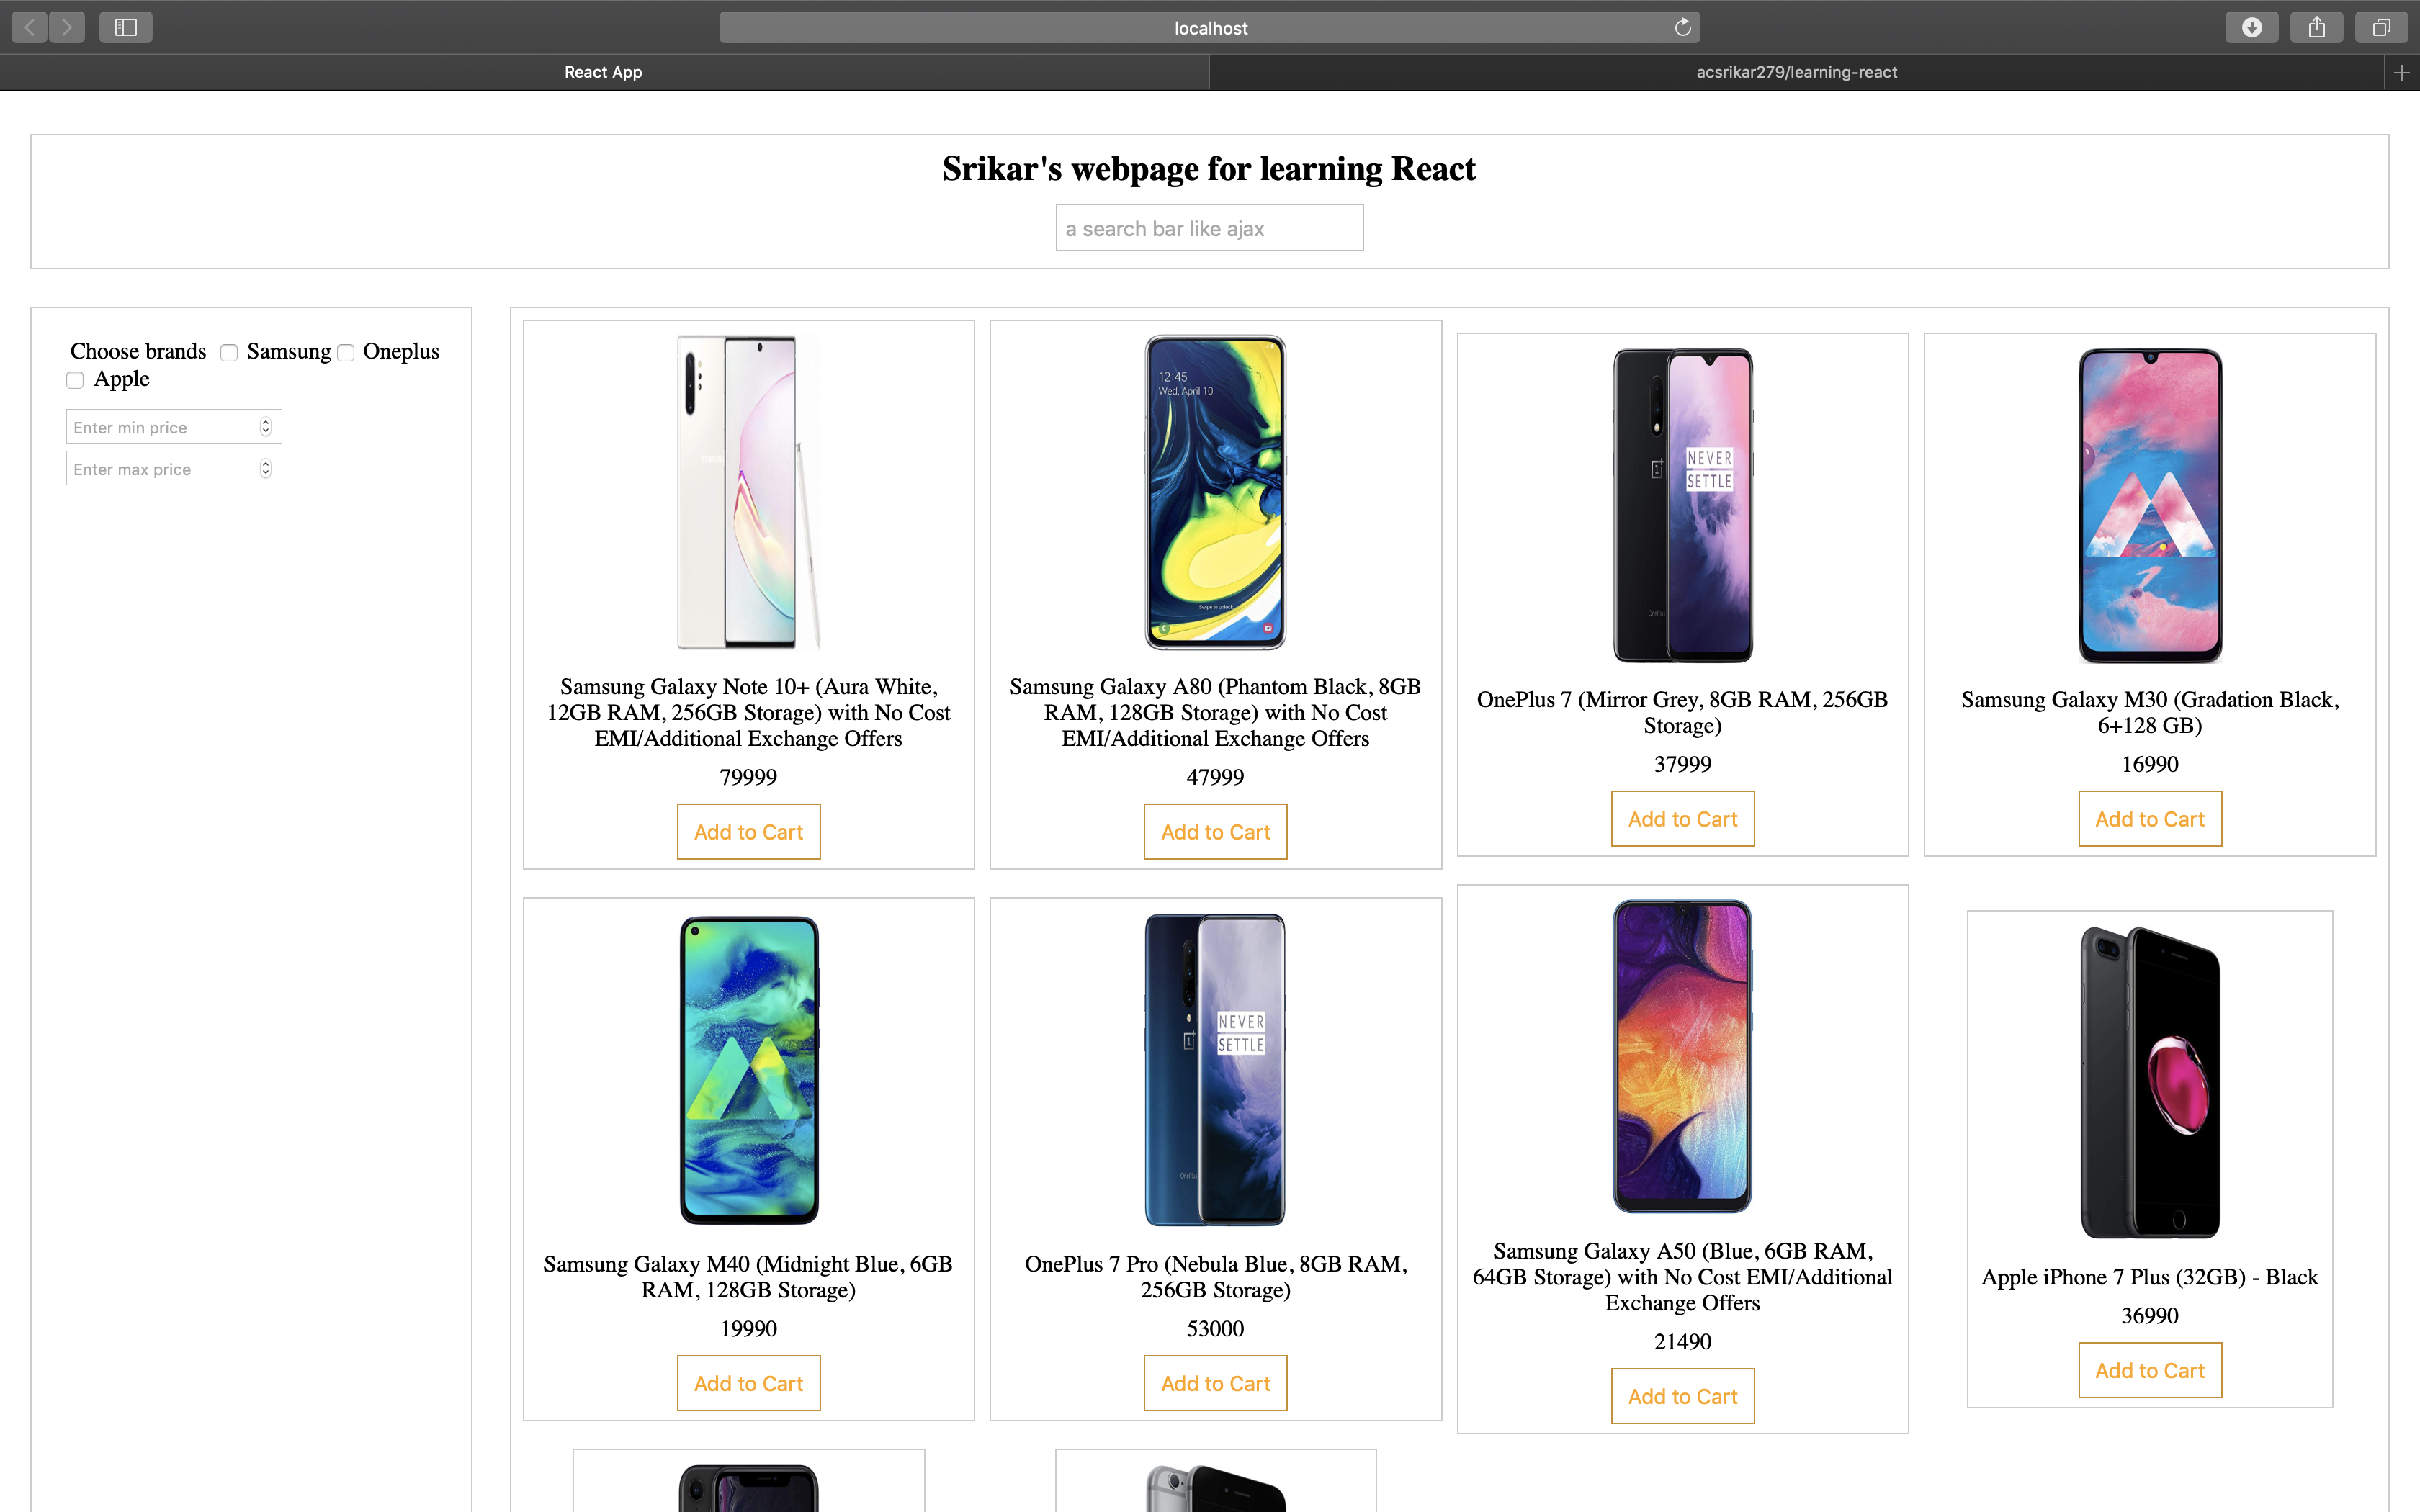 localhost
React App
acsrikar279/learning-react
Srikar's webpage for learning React
a search bar like ajax
Choose brands Samsung Oneplus
Apple
Enter min price
Enter max price
12:45
Wed, April 10
Swipe to unlock
Samsung Galaxy Note 10+ (Aura White,
12GB RAM, 256GB Storage) with No Cost
EMI/Additional Exchange Offers
79999
Add to Cart
Samsung Galaxy A80 (Phantom Black, 8GB
RAM, 128GB Storage) with No Cost
EMI/Additional Exchange Offers
47999
Add to Cart
NEVER
SETTLE
OnePlus
OnePlus 7 (Mirror Grey, 8GB RAM, 256GB
Storage)
37999
Add to Cart
Samsung Galaxy M30 (Gradation Black,
6+128 GB)
16990
Add to Cart
Samsung Galaxy M40 (Midnight Blue, 6GB
RAM, 128GB Storage)
19990
Add to Cart
NEVER
SETTLE
OnePlus
OnePlus 7 Pro (Nebula Blue, 8GB RAM,
256GB Storage)
53000
Add to Cart
Samsung Galaxy A50 (Blue, 6GB RAM,
64GB Storage) with No Cost EMI/Additional
Exchange Offers
21490
Add to Cart
Apple iPhone 7 Plus (32GB) - Black
36990
Add to Cart